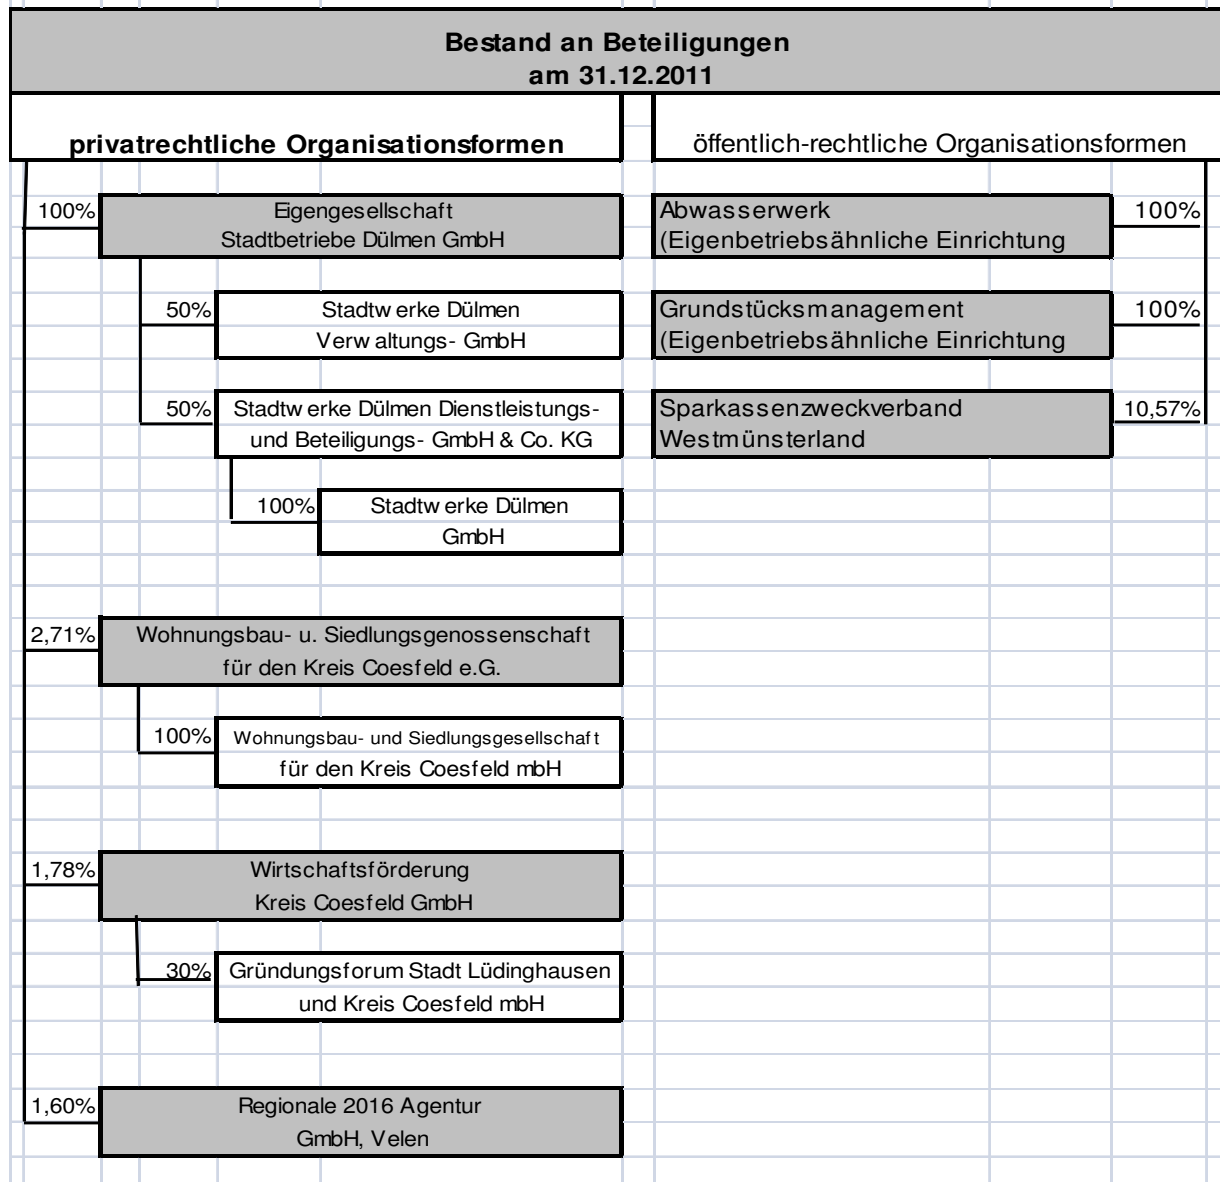 Bestand an Beteiligungen
am 31.12.2011
privatrechtliche Organisationsformen
100%
Eigengesellschaft
Stadtbetriebe Dülmen GmbH
50%
Stadtwerke Dülmen
Verwaltungs- GmbH
50%
Stadtwerke Dülmen Dienstleistungs-
und Beteiligungs- GmbH & Co. KG
100%
Stadtwerke Dülmen
GmbH
2,71%
Wohnungsbau- u. Siedlungsgenossenschaft
für den Kreis Coesfeld e.G.
100%
Wohnungsbau- und Siedlungsgesellschaft
für den Kreis Coesfeld mbH
1,78%
Wirtschaftsförderung
Kreis Coesfeld GmbH
30%
Gründungsforum Stadt Lüdinghausen
und Kreis Coesfeld mbH
1,60%
Regionale 2016 Agentur
GmbH, Velen
öffentlich-rechtliche Organisationsformen
Abwasserwerk
(Eigenbetriebsähnliche Einrichtung
100%
Grundstücksmanagement
(Eigenbetriebsähnliche Einrichtung
100%
Sparkassenzweckverband
Westmünsterland
10,57%